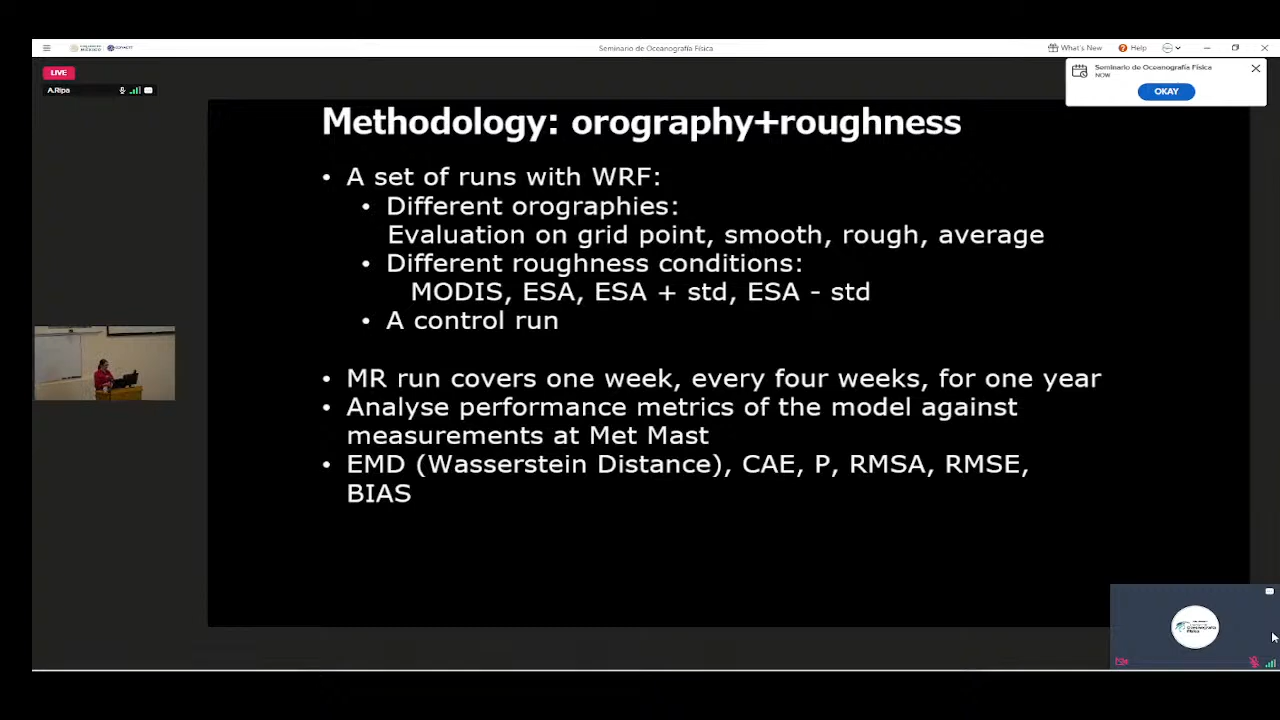 Seminario de Oceanografía Física
What's New
Help
LIVE
A.Ripa
Seminario de Oceanografía Física
NOW
OKAY
Methodology: orography+roughness
• A set of runs with WRF:
• Different orographies:
Evaluation on grid point, smooth, rough, average
• Different roughness conditions:
MODIS, ESA, ESA + std, ESA - std
• A control run
• MR run covers one week, every four weeks, for one year
• Analyse performance metrics of the model against
measurements at Met Mast
• EMD (Wasserstein Distance), CAE, P, RMSA, RMSE,
BIAS